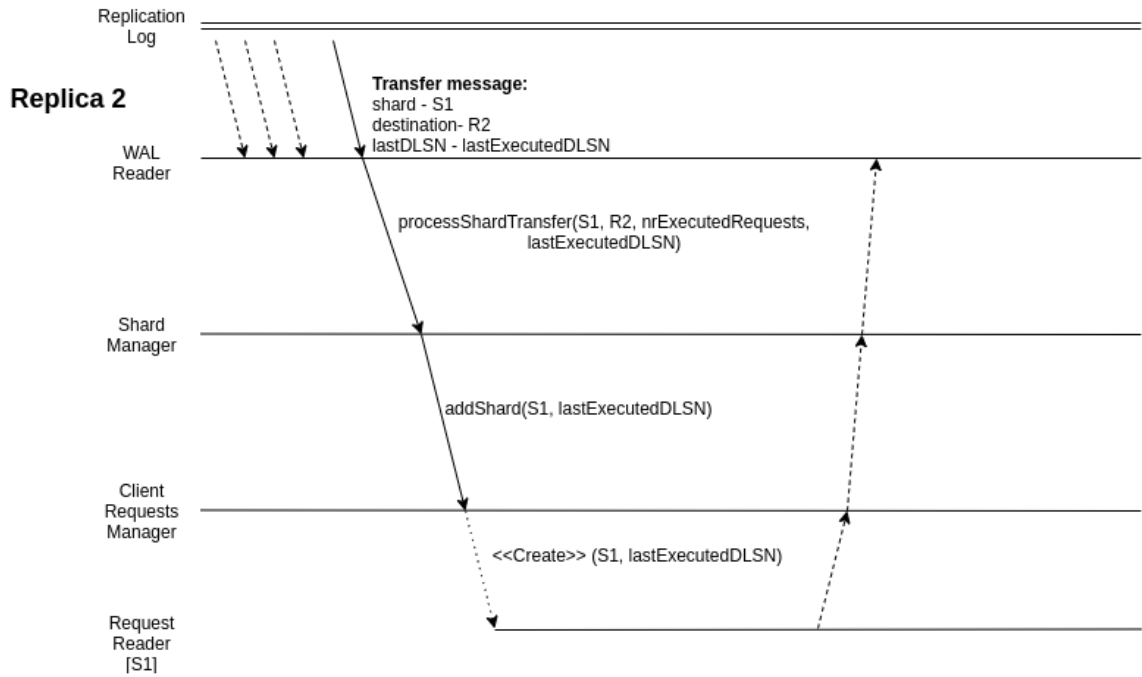 Replication
Log
Replica 2
Transfer message:
shard - S1
destination- R2
lastDLSN - lastExecutedDLSN
WAL
Reader
processShardTransfer(S1, R2, nrExecutedRequests,
lastExecutedDLSN)
Shard
Manager
addShard(S1, lastExecutedDLSN)
Client
Requests
Manager
<<Create>> (S1, lastExecutedDLSN)
Request
Reader
[S1]